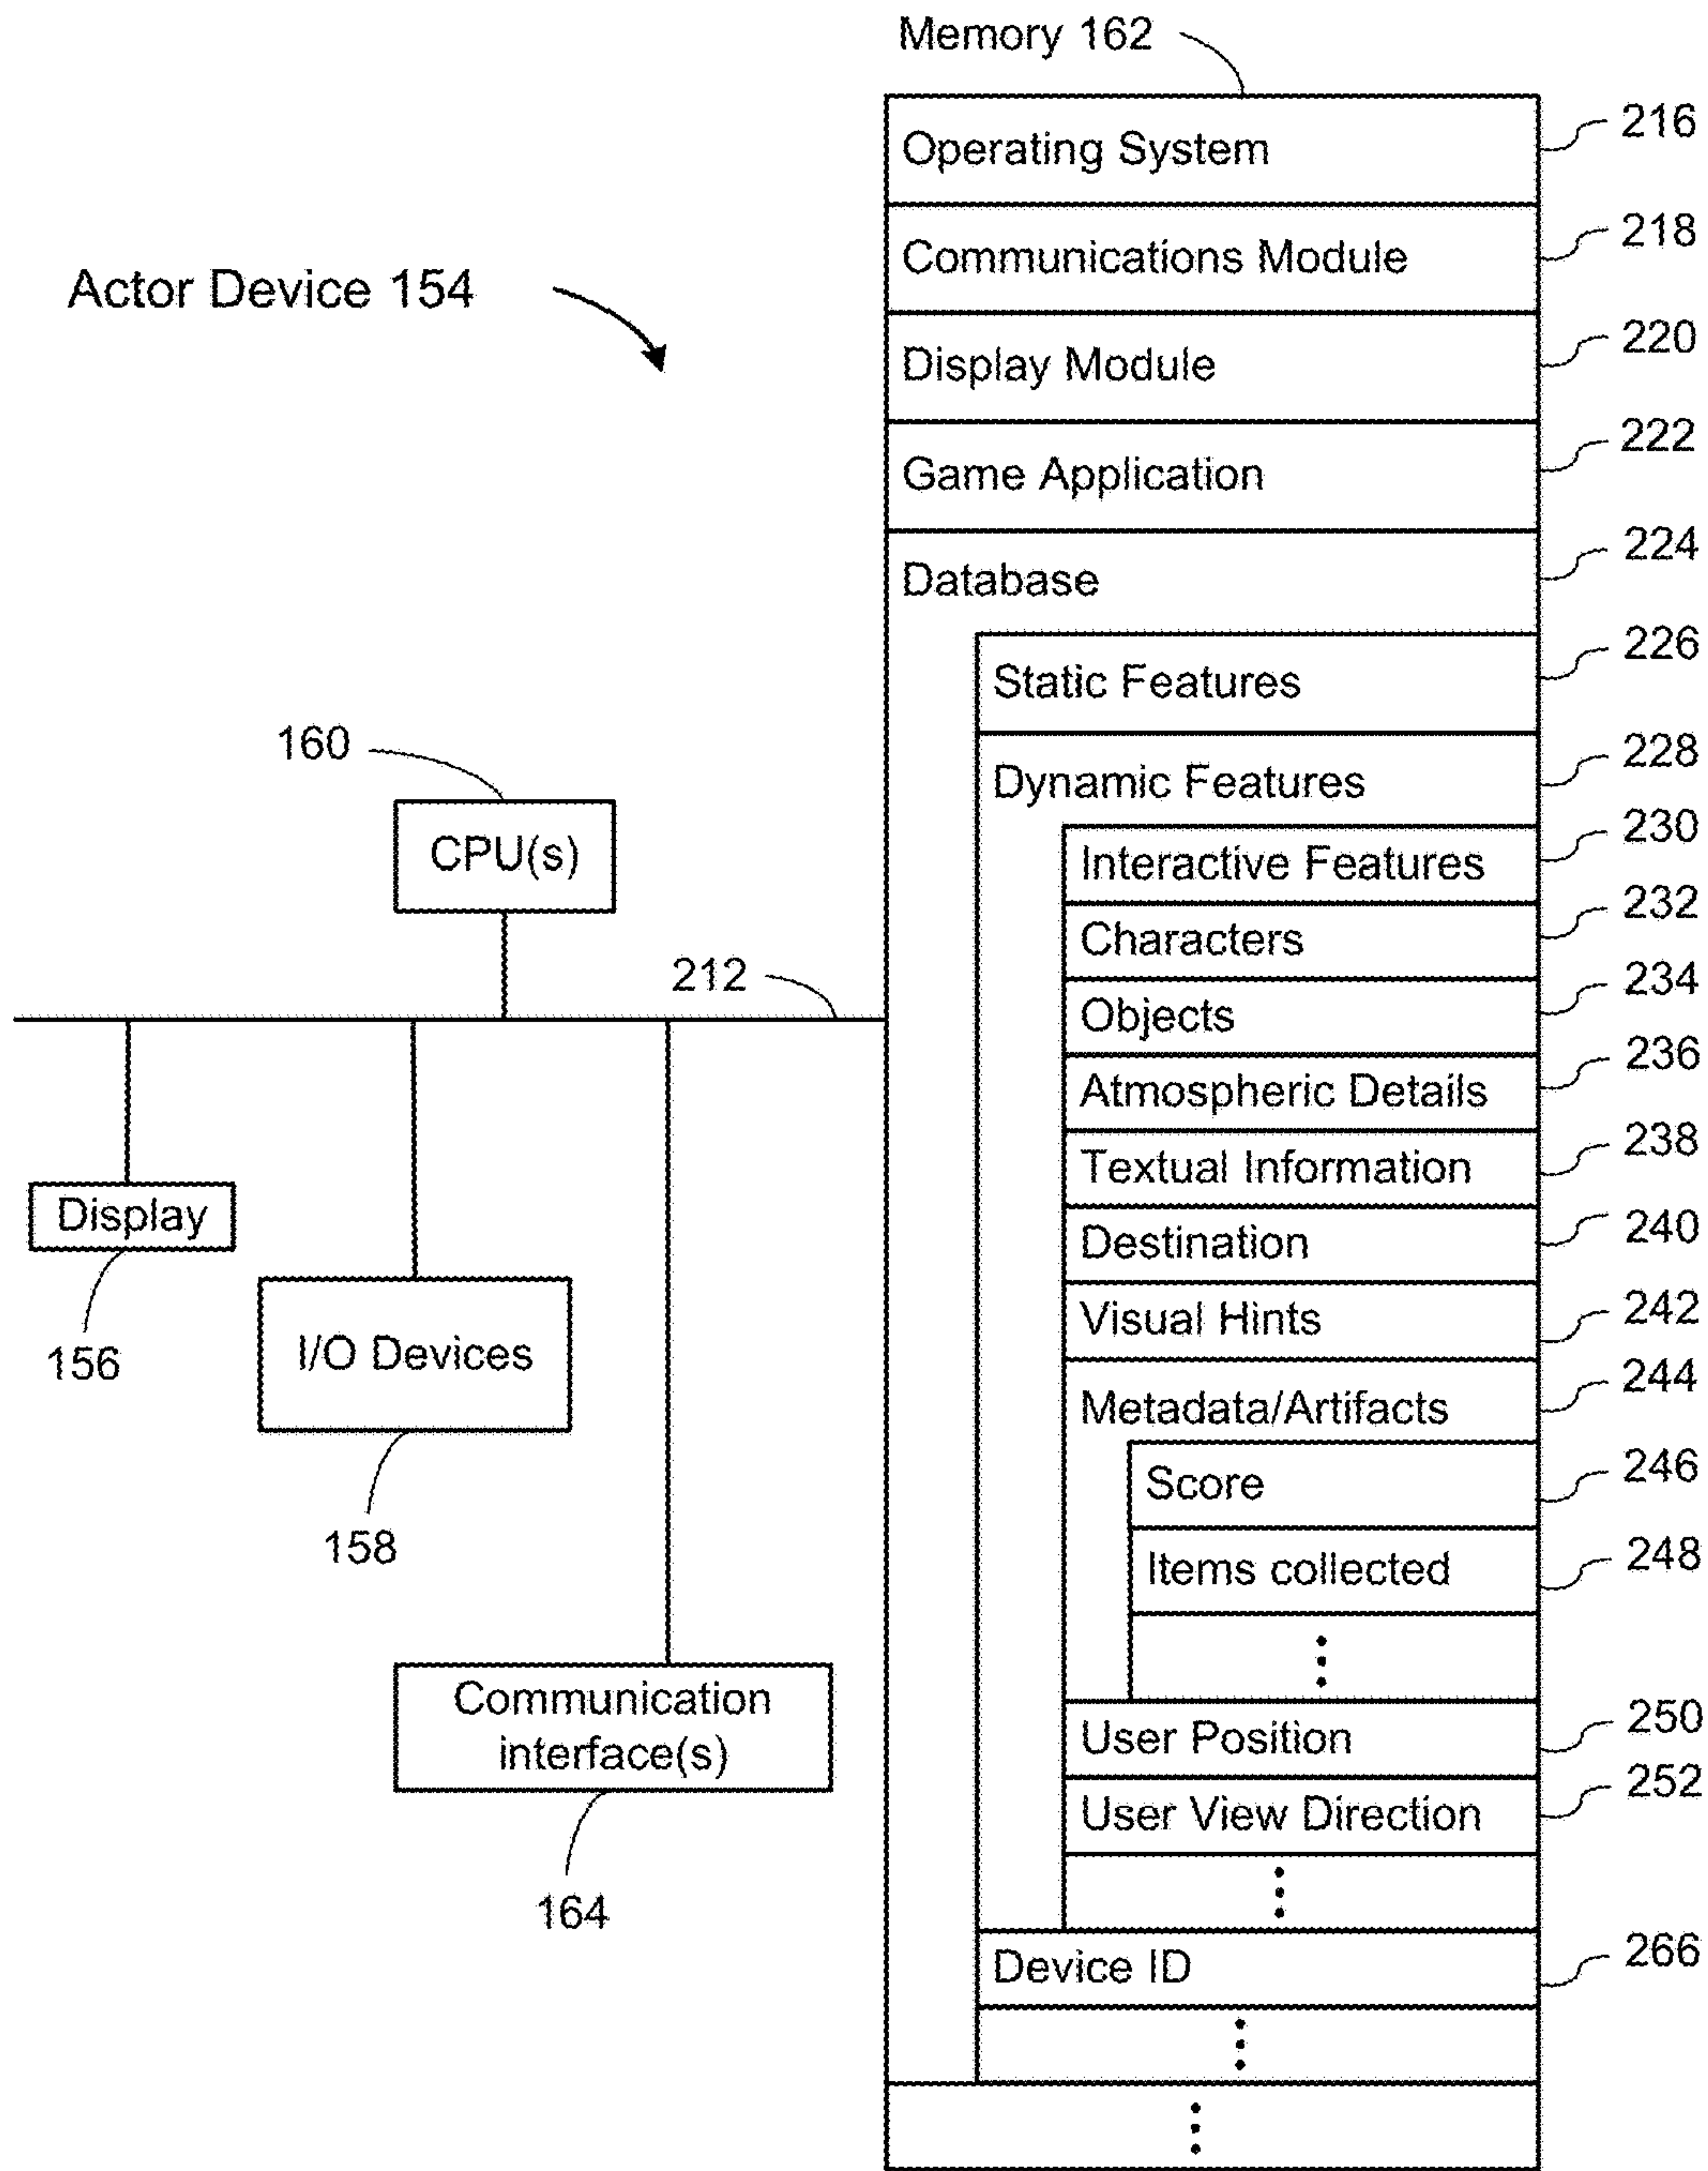 Memory 162
Operating System
216
Communications Module
218
Actor Device 154
Display Module
220
Game Application
222
Database
224
Static Features
226
Dynamic Features
228
Interactive Features
230
Characters
232
Objects
234
Atmospheric Details
236
Textual Information
238
Destination
240
Visual Hints
242
Metadata/Artifacts
244
Score
246
Items collected
248
User Position
250
User View Direction
252
Device ID
266
160
CPU(s)
212
Display
156
I/O Devices
158
Communication
interface(s)
164